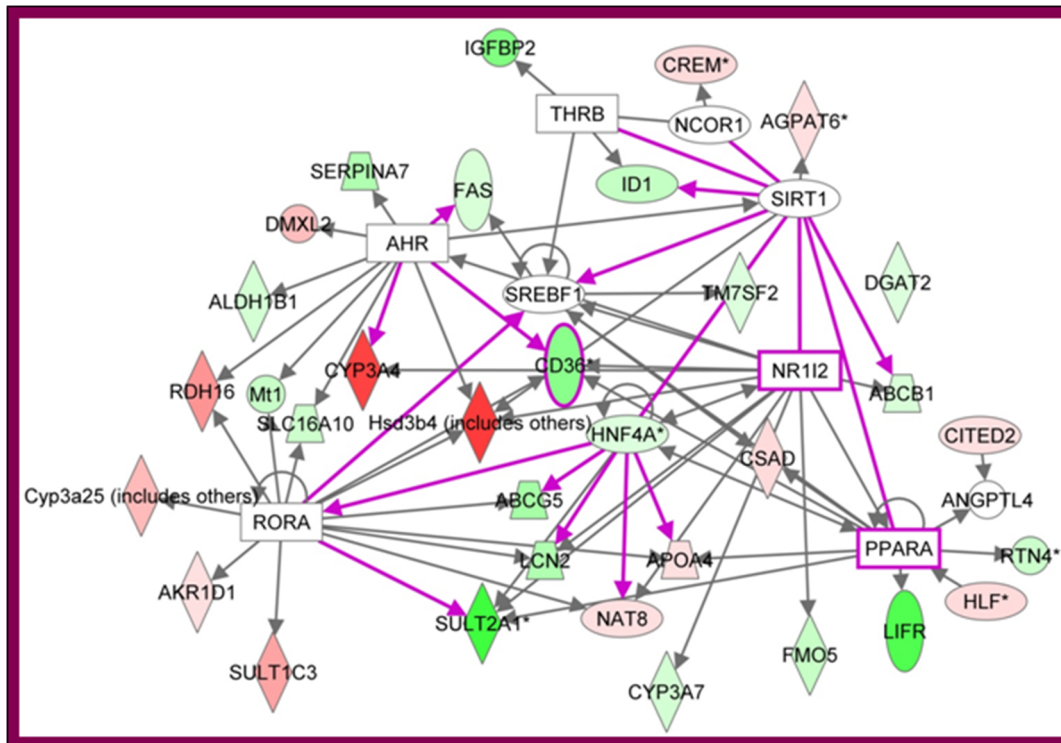 IGFBP2
CREM*
THRB
NCOR1
AGPAT6*
SERPINA7
FAS
ID1
SIRT1
DMXL2
AHR
ALDH1B1
SREBF1
TM7SF2
DGAT2
CYP3A4
CD36*
NR1I2
RDH16
Mt1
ABCB1
SLC16A10
Hsd3b4 (includes others)
HNF4A*
CITED2
CSAD
Cyp3a25 (includes others)
ABCG5
ANGPTL4
RORA
PPARA
LCN2
APOA4
RTN4*
AKR1D1
HLF*
SULT2A1*
NAT8
LIFR
SULT1C3
FMO5
CYP3A7